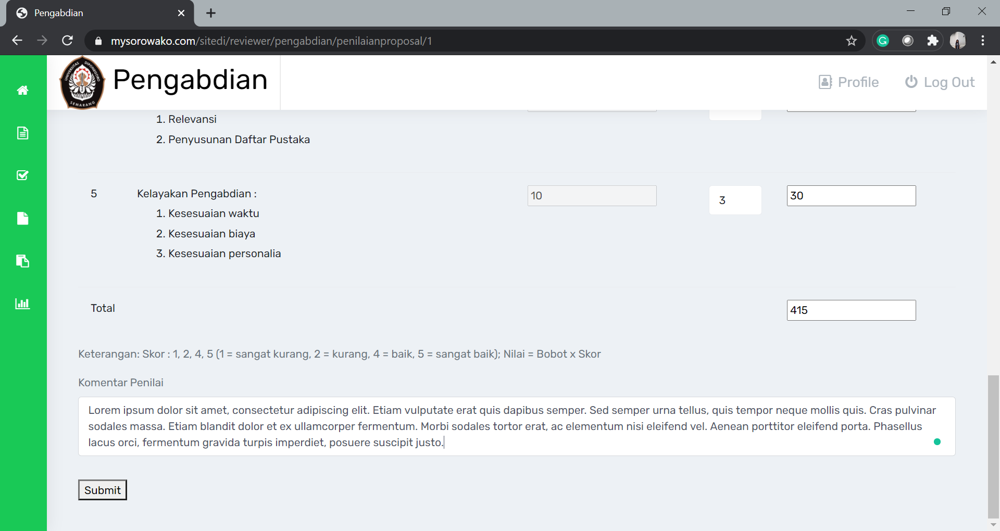 Pengabdian
mysorowako.com/sitedi/reviewer/pengabdian/penilaianproposal/1
UNIVERSITAS DIPONEGORO
SEMARANG
Pengabdian
Profile
Log Out
1. Relevansi
2. Penyusunan Daftar Pustaka
5 Kelayakan Pengabdian : 10 3 30
1. Kesesuaian waktu
2. Kesesuaian biaya
3. Kesesuaian personalia
Total 415
Keterangan: Skor : 1, 2, 4, 5 (1 = sangat kurang, 2 = kurang, 4 = baik, 5 = sangat baik); Nilai = Bobot x Skor
Komentar Penilai
Lorem ipsum dolor sit amet, consectetur adipiscing elit. Etiam vulputate erat quis dapibus semper. Sed semper urna tellus, quis tempor neque mollis quis. Cras pulvinar
sodales massa. Etiam blandit dolor et ex ullamcorper fermentum. Morbi sodales tortor erat, ac elementum nisi eleifend vel. Aenean porttitor eleifend porta. Phasellus
lacus orci, fermentum gravida turpis imperdiet, posuere suscipit justo.
Submit